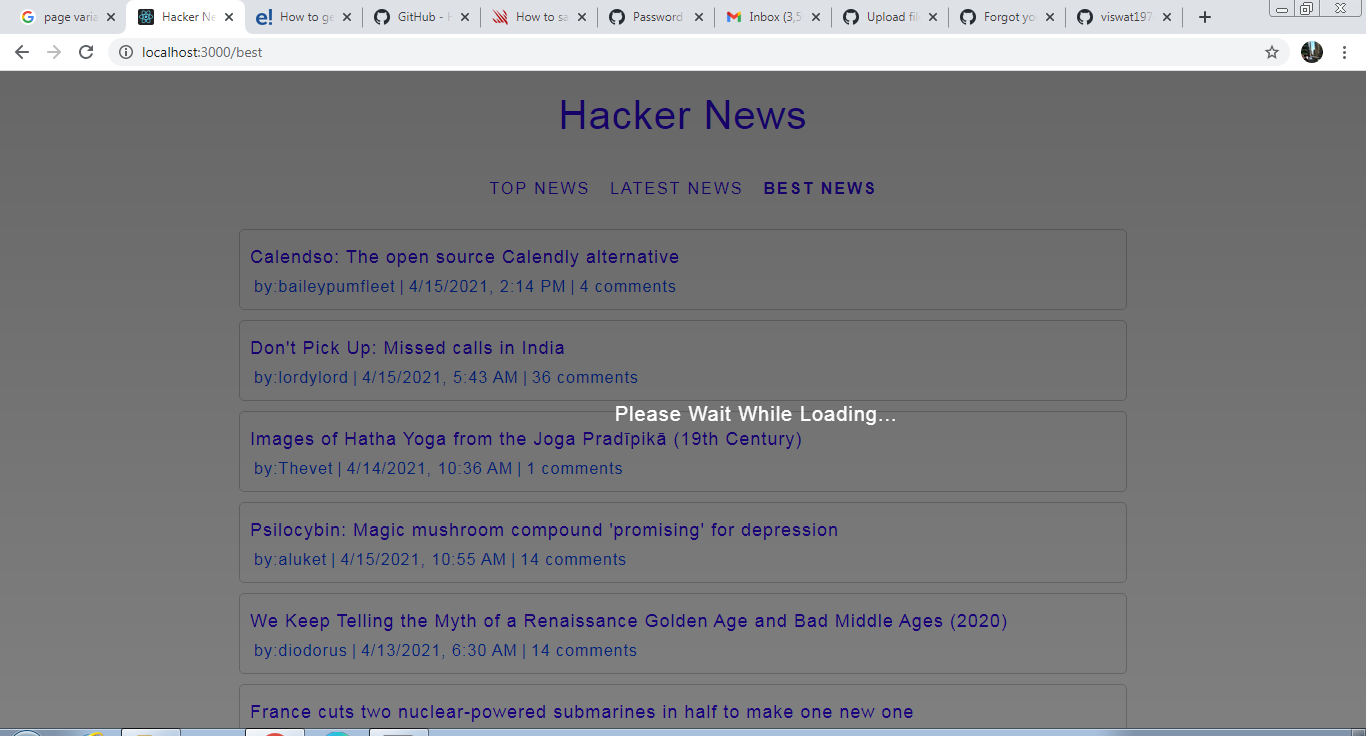 page varia
Hacker Ne
How to ge
GitHub - H
How to sa
Password
Inbox (3,5
Upload file
Forgot yo
viswat197
localhost:3000/best
Hacker News
TOP NEWS LATEST NEWS BEST NEWS
Calendso: The open source Calendly alternative
by:baileypumfleet | 4/15/2021, 2:14 PM | 4 comments
Don't Pick Up: Missed calls in India
by:lordylord | 4/15/2021, 5:43 AM | 36 comments
Please Wait While Loading...
Images of Hatha Yoga from the Joga Pradīpikā (19th Century)
by:Thevet | 4/14/2021, 10:36 AM | 1 comments
Psilocybin: Magic mushroom compound 'promising' for depression
by:aluket | 4/15/2021, 10:55 AM | 14 comments
We Keep Telling the Myth of a Renaissance Golden Age and Bad Middle Ages (2020)
by:diodorus | 4/13/2021, 6:30 AM | 14 comments
France cuts two nuclear-powered submarines in half to make one new one